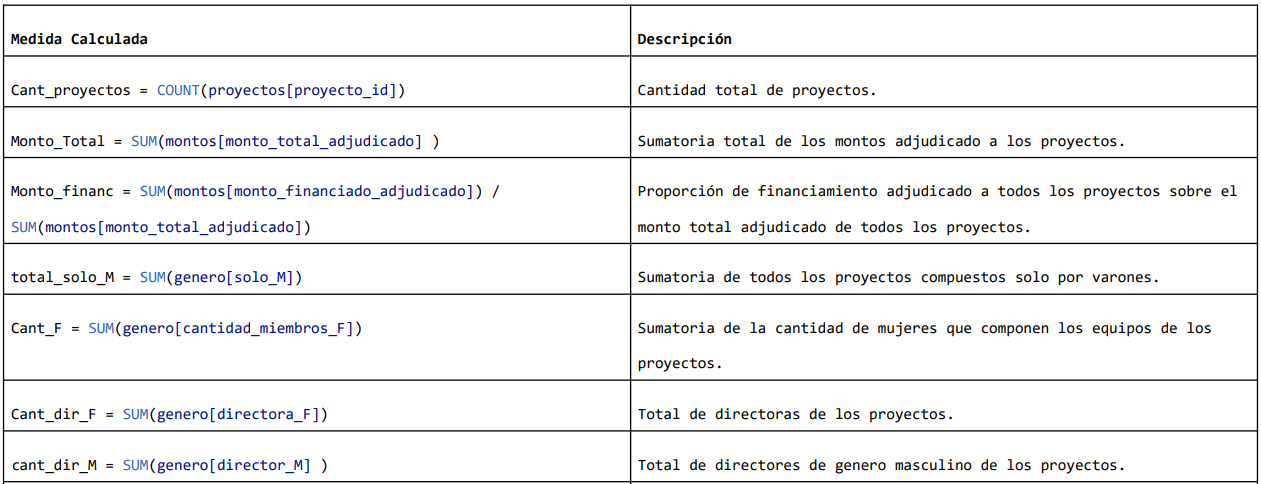 Medida Calculada
Descripción
Cant_proyectos = COUNT(proyectos[proyecto_id])
Cantidad total de proyectos.
Monto_Total = SUM(montos[monto_total_adjudicado] )
Sumatoria total de los montos adjudicado a los proyectos.
Monto_financ = SUM(montos[monto_financiado_adjudicado]) /
SUM(montos[monto_total_adjudicado])
Proporción de financiamiento adjudicado a todos los proyectos sobre el
monto total adjudicado de todos los proyectos.
total_solo_M = SUM(genero[solo_M])
Sumatoria de todos los proyectos compuestos solo por varones.
Cant_F = SUM(genero[cantidad_miembros_F])
Sumatoria de la cantidad de mujeres que componen los equipos de los
proyectos.
Cant_dir_F = SUM(genero[directora_F])
Total de directoras de los proyectos.
cant_dir_M = SUM(genero[director_M] )
Total de directores de genero masculino de los proyectos.